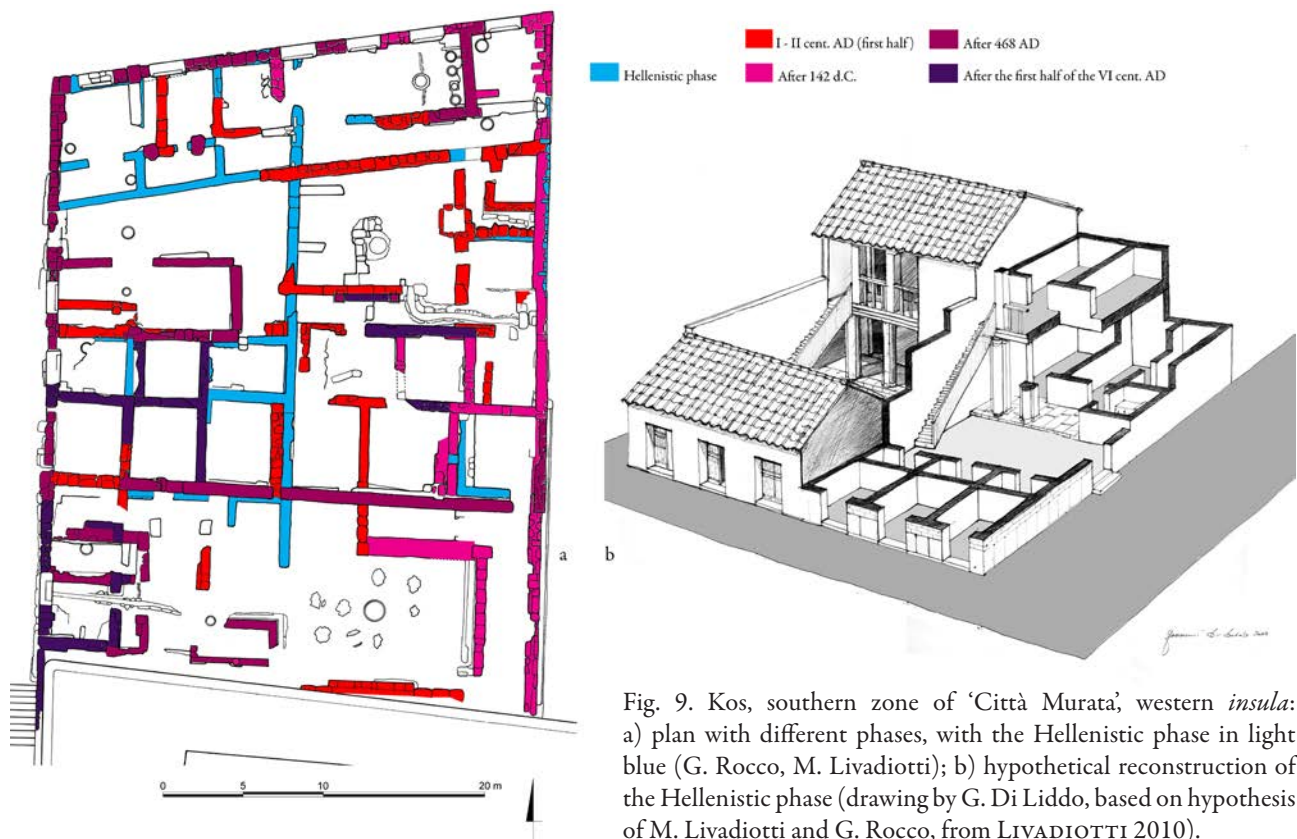 I - II cent. AD (first half)
After 468 AD
Hellenistic phase
After 142 d.C.
After the first half of the VI cent. AD
a
b
0 5 10 20 m
Fig. 9. Kos, southern zone of ‘Città Murata’, western insula:
a) plan with different phases, with the Hellenistic phase in light
blue (G. Rocco, M. Livadiotti); b) hypothetical reconstruction of
the Hellenistic phase (drawing by G. Di Liddo, based on hypothesis
of M. Livadiotti and G. Rocco, from LIVADIOTTI 2010).